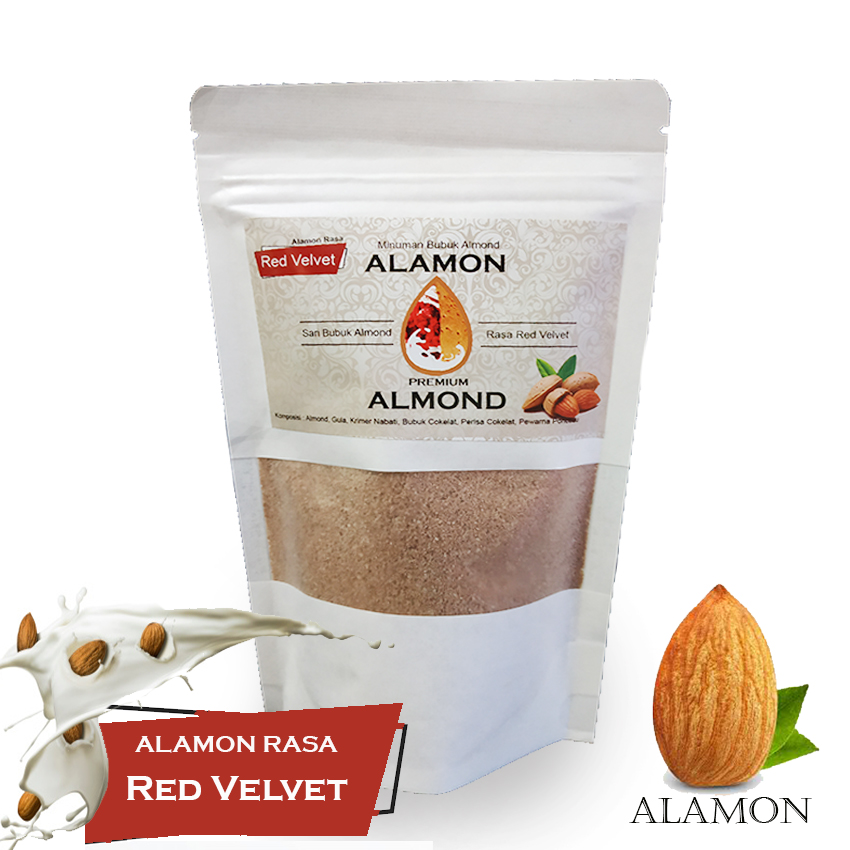 Alamon Rasa
Red Velvet
Minuman Bubuk Almond
ALAMON
Sari Bubuk Almond
Rasa Red Velvet
PREMIUM
ALMOND
Komposisi : Almond, Gula, Krimer Nabati, Bubuk Cokelat, Perisa Cokelat, Pewarna
ALAMON RASA
RED VELVET
ALAMON